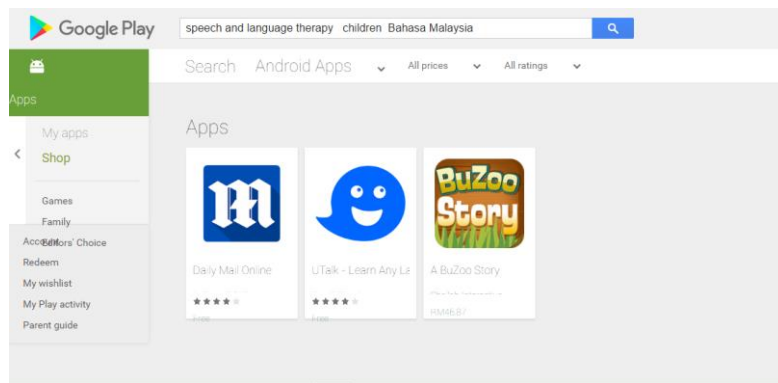 Google Play
speech and language therapy children Bahasa Malaysia
Search Android Apps All prices All ratings
Apps
My apps
Shop
Games
Family
Editors' Choice
Account
Redeem
My wishlist
My Play activity
Parent guide
Apps
BuZoo
Story
Daily Mail Online
UTalk - Learn Any La
A BuZoo Story
Free
Free
RM46.87